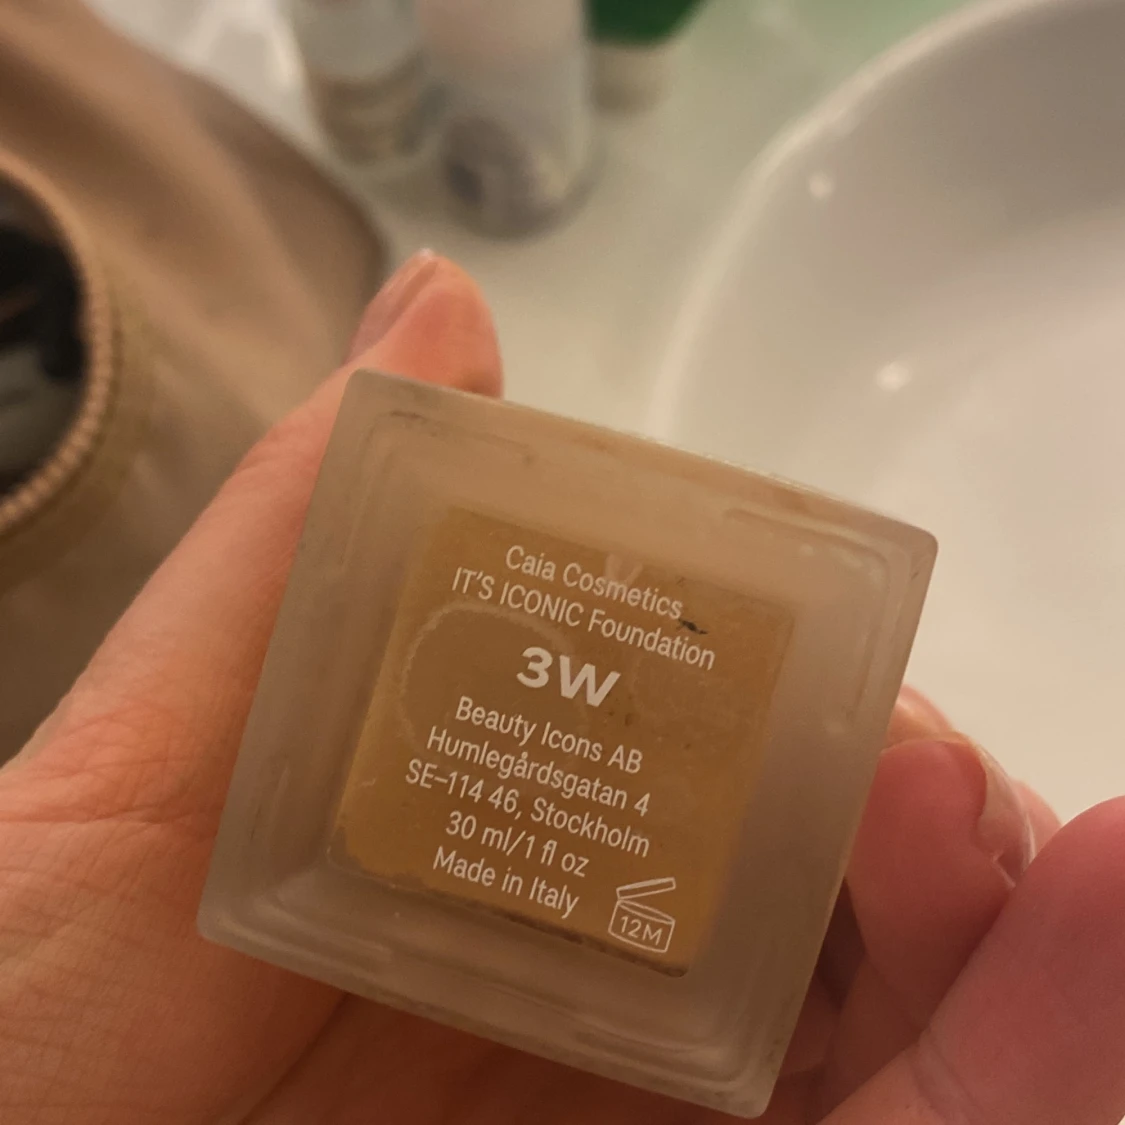 Caia Cosmetics
IT'S ICONIC Foundation
3W
Beauty Icons AB
Humlegårdsgatan 4
SE–114 46, Stockholm
30 ml/1 fl oz
Made in Italy
12M